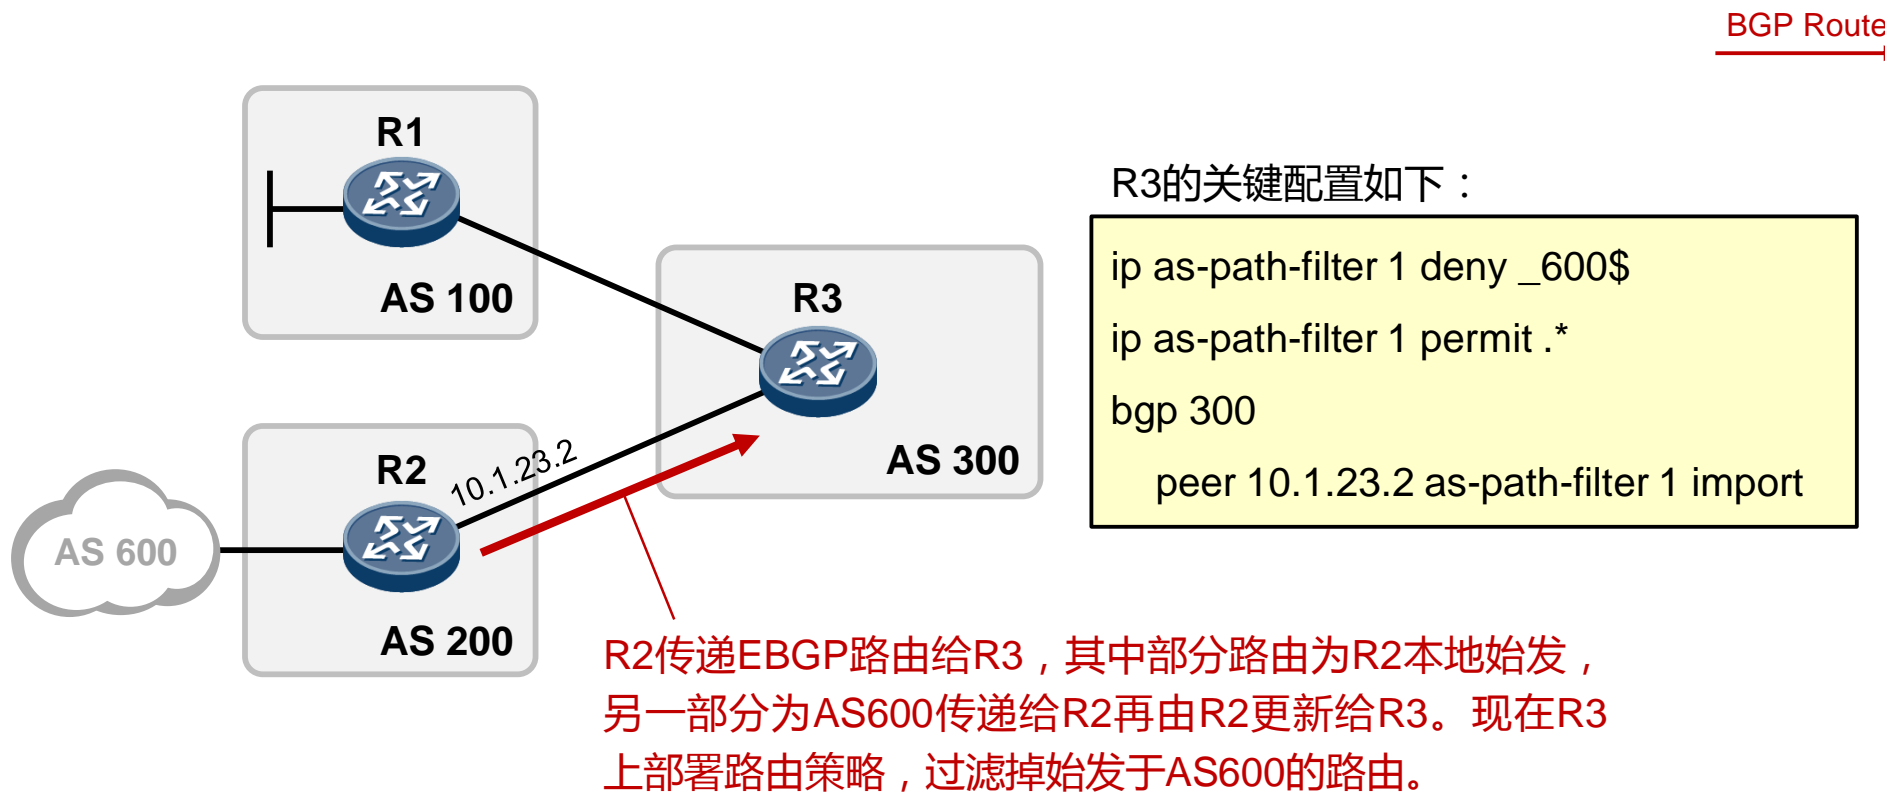 BGP Route
R1
AS 100
R3
AS 300
R2
10.1.23.2
AS 600
AS 200
R3的关键配置如下：
ip as-path-filter 1 deny _600$
ip as-path-filter 1 permit .*
bgp 300
peer 10.1.23.2 as-path-filter 1 import
R2传递EBGP路由给R3，其中部分路由为R2本地始发，
另一部分为AS600传递给R2再由R2更新给R3。现在R3
上部署路由策略，过滤掉始发于AS600的路由。